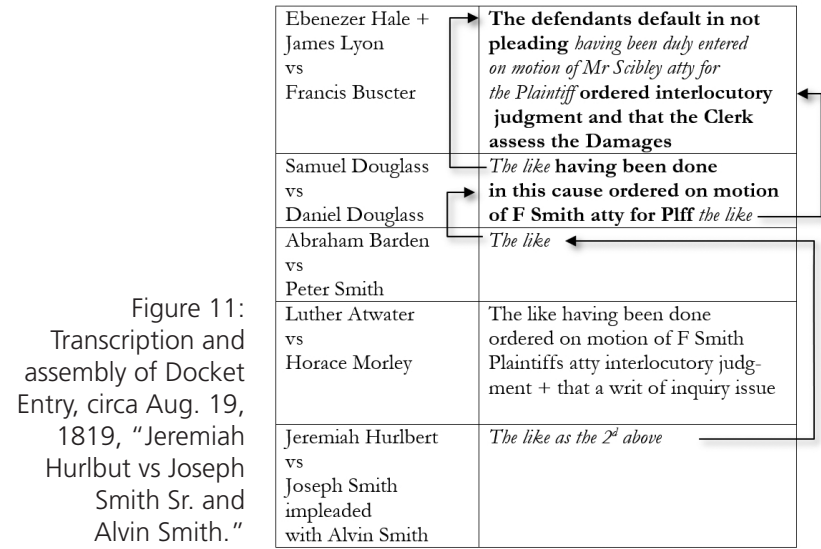 Ebenezer Hale +
James Lyon
vs
Francis Buscter
The defendants default in not
pleading having been duly entered
on motion of Mr Scibley atty for
the Plaintiff ordered interlocutory
judgment and that the Clerk
assess the Damages
Samuel Douglass
vs
Daniel Douglass
The like having been done
in this cause ordered on motion
of F Smith atty for Plff the like
Abraham Barden
vs
Peter Smith
The like
Luther Atwater
vs
Horace Morley
The like having been done
ordered on motion of F Smith
Plaintiffs atty interlocutory judg-
ment + that a writ of inquiry issue
Jeremiah Hurlbert
vs
Joseph Smith
impleaded
with Alvin Smith
The like as the 2d above
Figure 11:
Transcription and
assembly of Docket
Entry, circa Aug. 19,
1819, “Jeremiah
Hurlbut vs Joseph
Smith Sr. and
Alvin Smith.”